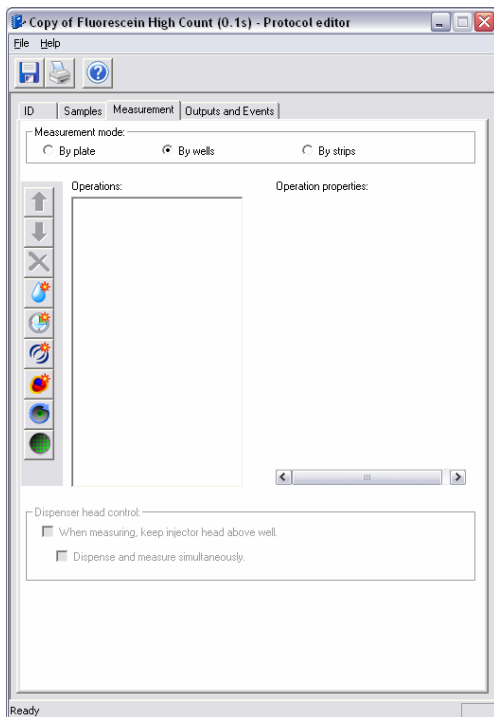 Copy of Fluorescein High Count (0.1s) - Protocol editor
File Help
ID Samples Measurement Outputs and Events
Measurement mode:
By plate By wells By strips
Operations: Operation properties:
Dispenser head control:
When measuring, keep injector head above well.
Dispense and measure simultaneously.
Ready